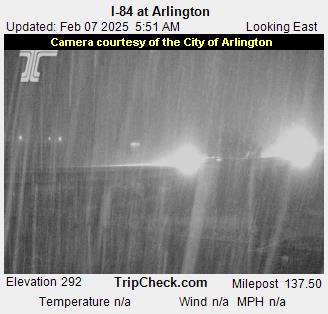 I-84 at Arlington
Updated: Feb 07 2025 5:51 AM Looking East
Camera courtesy of the City of Arlington
Elevation 292 TripCheck.com Milepost 137.50
Temperature n/a Wind n/a MPH n/a